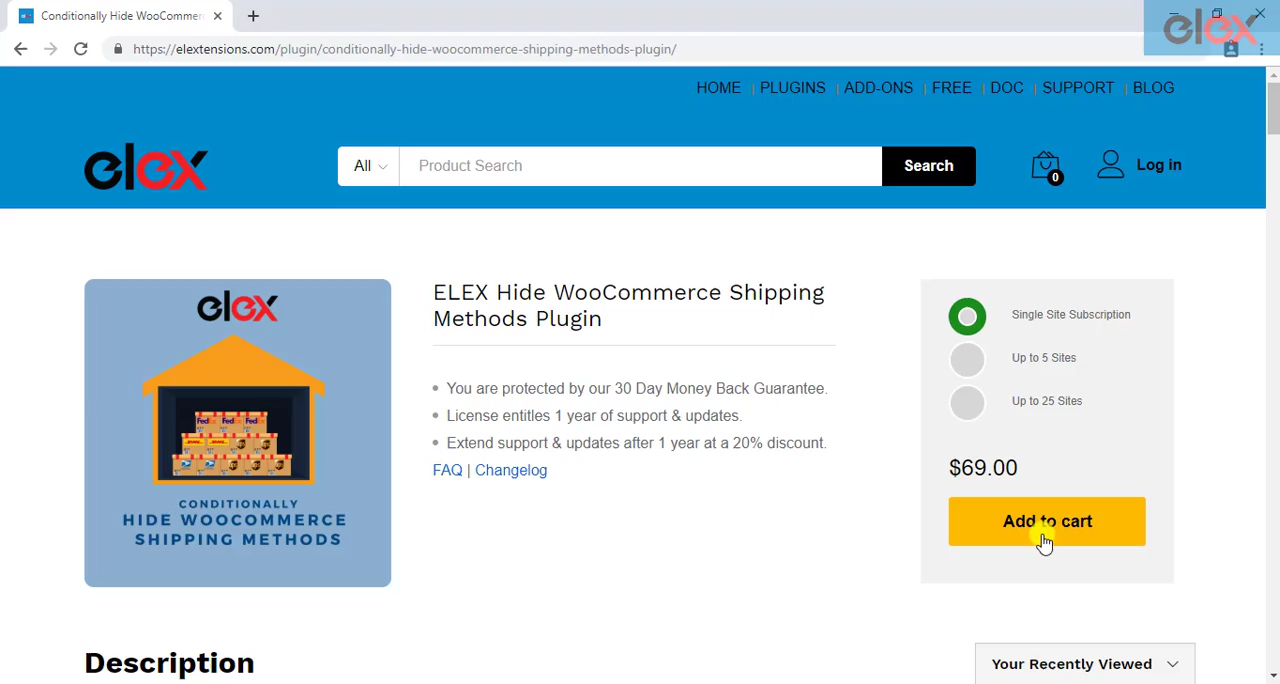 Conditionally Hide WooCommer
elex
https://elextensions.com/plugin/conditionally-hide-woocommerce-shipping-methods-plugin/
HOME | PLUGINS | ADD-ONS | FREE | DOC | SUPPORT | BLOG
elex
All
Product Search
Search
0
Log in
elex
FedEx FedEx FedEx
CONDITIONALLY
HIDE WOOCOMMERCE
SHIPPING METHODS
ELEX Hide WooCommerce Shipping
Methods Plugin
• You are protected by our 30 Day Money Back Guarantee.
• License entitles 1 year of support & updates.
• Extend support & updates after 1 year at a 20% discount.
FAQ | Changelog
Single Site Subscription
Up to 5 Sites
Up to 25 Sites
$69.00
Add to cart
Description
Your Recently Viewed